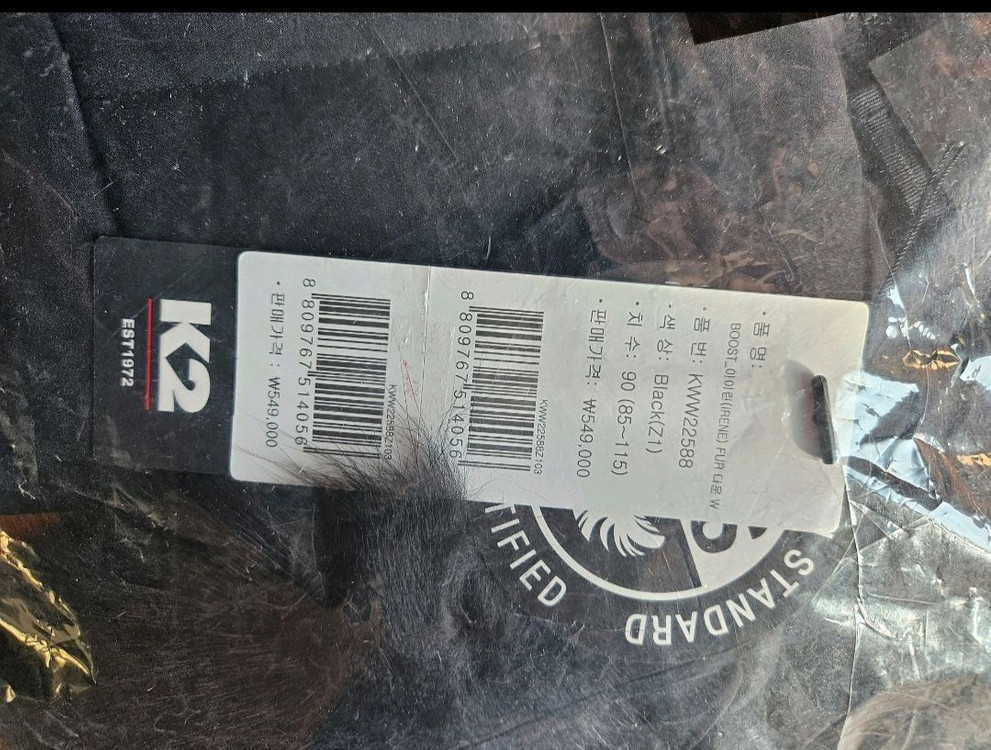 · 품 명:
BOOST_아이린(IRENE) FUR 다운 W
· 품 번: KWW22588
· 색 상: Black(Z1)
· 치 수: 90 (85~115)
· 판매가격: ₩549,000
KWW22588Z103
8 809767 514056
KWW22588Z103
8 809767 514056
· 판매가격 : ₩549,000
K2
EST1972
STANDARD